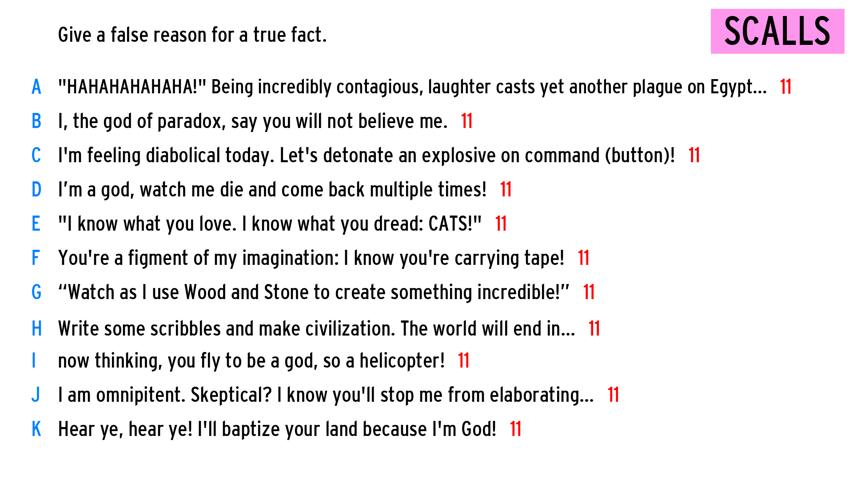 Give a false reason for a true fact.
SCALLS
A "HAHAHAHAHAHA!" Being incredibly contagious, laughter casts yet another plague on Egypt... 11
B I, the god of paradox, say you will not believe me. 11
C I'm feeling diabolical today. Let's detonate an explosive on command (button)! 11
D I’m a god, watch me die and come back multiple times! 11
E "I know what you love. I know what you dread: CATS!" 11
F You're a figment of my imagination: I know you're carrying tape! 11
G “Watch as I use Wood and Stone to create something incredible!” 11
H Write some scribbles and make civilization. The world will end in... 11
I now thinking, you fly to be a god, so a helicopter! 11
J I am omnipitent. Skeptical? I know you'll stop me from elaborating... 11
K Hear ye, hear ye! I'll baptize your land because I'm God! 11